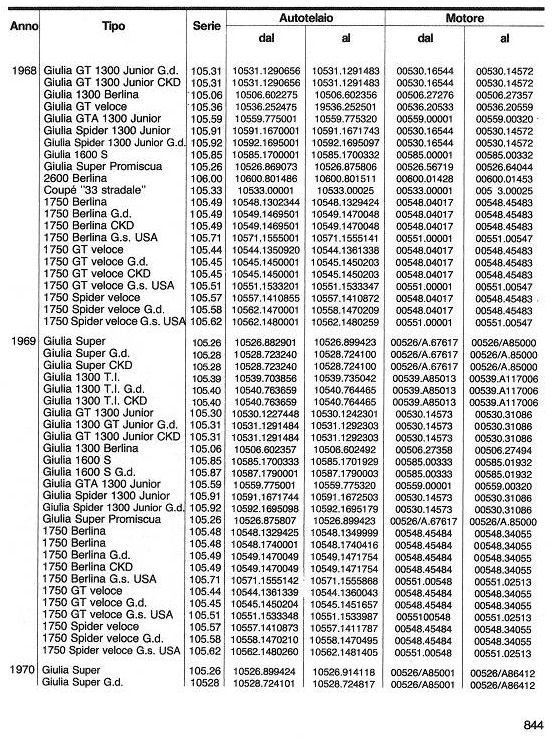 Anno Tipo Serie Autotelaio Motore
dal al dal al
1968 Giulia GT 1300 Junior G.d. 105.31 10531.1290656 10531.1291483 00530.16544 00530.14572
Giulia GT 1300 Junior CKD 105.31 10531.1290656 10531.1291483 00530.16544 00530.14572
Giulia 1300 Berlina 105.06 10506.602275 10506.602356 00506.27276 00506.27357
Giulia GT veloce 105.36 10536.252475 19536.252501 00536.20533 00536.20559
Giulia GTA 1300 Junior 105.59 10559.775001 10559.775320 00559.00001 00559.00320
Giulia Spider 1300 Junior 105.91 10591.1670001 10591.1671743 00530.16544 00530.14572
Giulia Spider 1300 Junior G.d. 105.92 10592.1695001 10592.1695097 00530.16544 00530.14572
Giulia 1600 S 105.85 10585.1700001 10585.1700332 00585.00001 00585.00332
Giulia Super Promiscua 105.26 10526.869073 10526.875806 00526.56719 00526.64044
2600 Berlina 106.00 10600.801486 10600.801511 00600.01428 00600.01453
Coupé "33 stradale" 105.33 10533.00001 10533.00025 00533.00001 005 3.00025
1750 Berlina 105.49 10548.1302344 10548.1329424 00548.04017 00548.45483
1750 Berlina G.d. 105.49 10549.1469501 10549.1470048 00548.04017 00548.45483
1750 Berlina CKD 105.49 10549.1469501 10549.1470048 00548.04017 00548.45483
1750 Berlina G.s. USA 105.71 10571.1555001 10571.1555141 00551.00001 00551.00547
1750 GT veloce 105.44 10544.1350920 10544.1361338 00548.04017 00548.45483
1750 GT veloce G.d. 105.45 10545.1450001 10545.1450203 00548.04017 00548.45483
1750 GT veloce CKD 105.45 10545.1450001 10545.1450203 00548.04017 00548.45483
1750 GT veloce G.s. USA 105.51 10551.1533201 10551.1533347 00551.00001 00551.00547
1750 Spider veloce 105.57 10557.1410855 10557.1410872 00548.04017 00548.45483
1750 Spider veloce G.d. 105.58 10562.1470001 10558.1470209 00548.04017 00548.45483
1750 Spider veloce G.s. USA 105.62 10562.1480001 10562.1480259 00551.00001 00551.00547
1969 Giulia Super 105.26 10526.882901 10526.899423 00526/A.67617 00526/A85000
Giulia Super G.d. 105.28 10528.723240 10528.724100 00526/A.67617 00526/A.85000
Giulia Super CKD 105.28 10528.723240 10528.724100 00526/A.67617 00526/A.85000
Giulia 1300 T.I. 105.39 10539.703856 10539.735042 00539.A85013 00539.A117006
Giulia 1300 T.I. G.d. 105.40 10540.763659 10540.764465 00539.A85013 00539.A117006
Giulia 1300 T.I. CKD 105.40 10540.763659 10540.764465 00539.A85013 00539.A117006
Giulia GT 1300 Junior 105.30 10530.1227448 10530.1242301 00530.14573 00530.31086
Giulia 1300 GT Junior G.d. 105.31 10531.1291484 10531.1292303 00530.14573 00530.31086
Giulia GT 1300 Junior CKD 105.31 10531.1291484 10531.1292303 00530.14573 00530.31086
Giulia 1300 Berlina 105.06 10506.602357 10506.602492 00506.27358 00506.27494
Giulia 1600 S 105.85 10585.1700333 10585.1701929 00585.00333 00585.01932
Giulia 1600 S G.d. 105.87 10587.1790001 10587.1790003 00585.00333 00585.01932
Giulia GTA 1300 Junior 105.59 10559.775001 10559.775320 00559.00001 00559.00320
Giulia Spider 1300 Junior 105.91 10591.1671744 10591.1672503 00530.14573 00530.31086
Giulia Spider 1300 Junior G.d. 105.92 10592.1695098 10592.1695179 00530.14573 00530.31086
Giulia Super Promiscua 105.26 10526.875807 10526.899423 00526/A.67617 00526/A.85000
1750 Berlina 105.48 10548.1329425 10548.1349999 00548.45484 00548.34055
1750 Berlina 105.48 10548.1740001 10548.1740416 00548.45484 00548.34055
1750 Berlina G.d. 105.49 10549.1470049 10549.1471754 00548.45484 00548.34055
1750 Berlina CKD 105.49 10549.1470049 10549.1471754 00548.45484 00548.34055
1750 Berlina G.s. USA 105.71 10571.1555142 10571.1555868 00551.00548 00551.02513
1750 GT veloce 105.44 10544.1361339 10544.1360043 00548.45484 00548.34055
1750 GT veloce G.d. 105.45 10545.1450204 10545.1451657 00548.45484 00548.34055
1750 GT veloce G.s. USA 105.51 10551.1533348 10551.1533987 0055100548 00551.02513
1750 Spider veloce 105.57 10557.1410873 10557.1411787 00548.45484 00548.34055
1750 Spider veloce G.d. 105.58 10558.1470210 10558.1470495 00548.45484 00548.34055
1750 Spider veloce G.s. USA 105.62 10562.1480260 10562.1481405 00551.00548 00551.02513
1970 Giulia Super 105.26 10526.899424 10526.914118 00526/A85001 00526/A86412
Giulia Super G.d. 10528 10528.724101 10528.724817 00526/A85001 00526/A86412
844